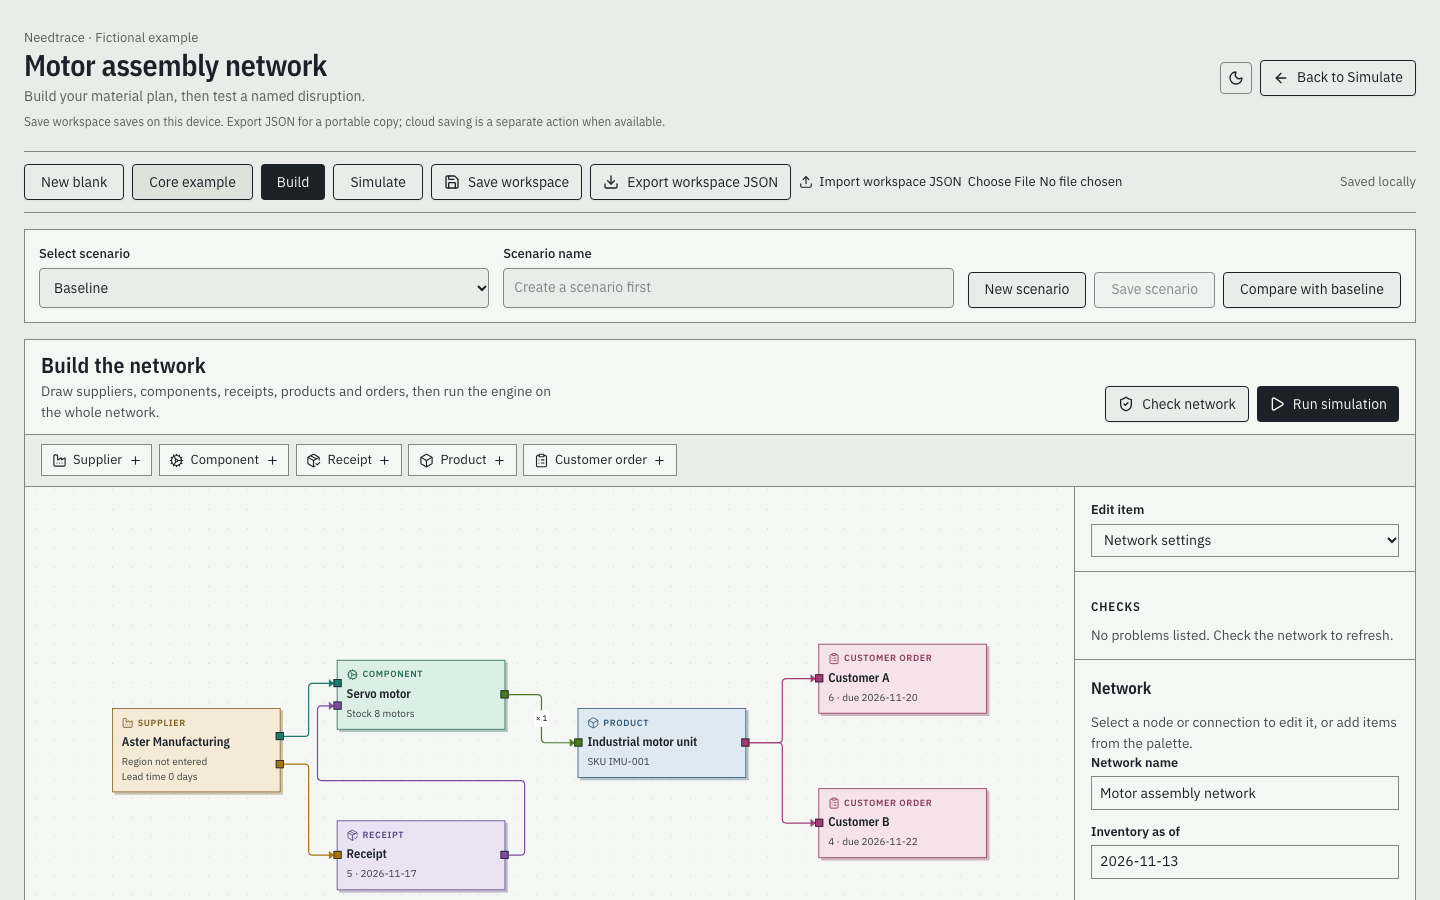 Needtrace · Fictional example
Motor assembly network
Build your material plan, then test a named disruption.
Save workspace saves on this device. Export JSON for a portable copy; cloud saving is a separate action when available.
Back to Simulate
New blank
Core example
Build
Simulate
Save workspace
Export workspace JSON
Import workspace JSON Choose File No file chosen
Saved locally
Select scenario
Baseline
Scenario name
Create a scenario first
New scenario
Save scenario
Compare with baseline
Build the network
Draw suppliers, components, receipts, products and orders, then run the engine on
the whole network.
Check network
Run simulation
Supplier +
Component +
Receipt +
Product +
Customer order +
SUPPLIER
Aster Manufacturing
Region not entered
Lead time 0 days
COMPONENT
Servo motor
Stock 8 motors
RECEIPT
Receipt
5 · 2026-11-17
× 1
PRODUCT
Industrial motor unit
SKU IMU-001
CUSTOMER ORDER
Customer A
6 · due 2026-11-20
CUSTOMER ORDER
Customer B
4 · due 2026-11-22
Edit item
Network settings
CHECKS
No problems listed. Check the network to refresh.
Network
Select a node or connection to edit it, or add items
from the palette.
Network name
Motor assembly network
Inventory as of
2026-11-13